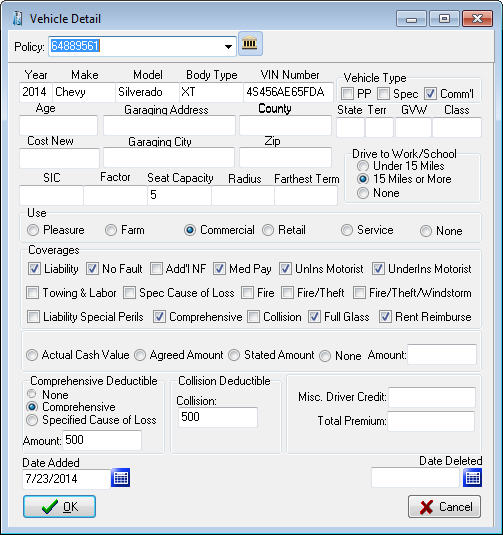 Vehicle Detail
Policy: 64889561
Year Make Model Body Type VIN Number
2014 Chevy Silverado XT 4S456AE65FDA
Vehicle Type
PP Spec Comm'l
Age Garaging Address County
State Terr GVW Class
Cost New Garaging City Zip
Drive to Work/School
Under 15 Miles
15 Miles or More
None
SIC Factor Seat Capacity Radius Farthest Term
5
Use
Pleasure Farm Commercial Retail Service None
Coverages
Liability No Fault Add'l NF Med Pay UnIns Motorist UnderIns Motorist
Towing & Labor Spec Cause of Loss Fire Fire/Theft Fire/Theft/Windstorm
Liability Special Perils Comprehensive Collision Full Glass Rent Reimburse
Actual Cash Value Agreed Amount Stated Amount None Amount:
Comprehensive Deductible
None
Comprehensive
Specified Cause of Loss
Amount: 500
Collision Deductible
Collision:
500
Misc. Driver Credit:
Total Premium:
Date Added
7/23/2014
Date Deleted
OK
Cancel